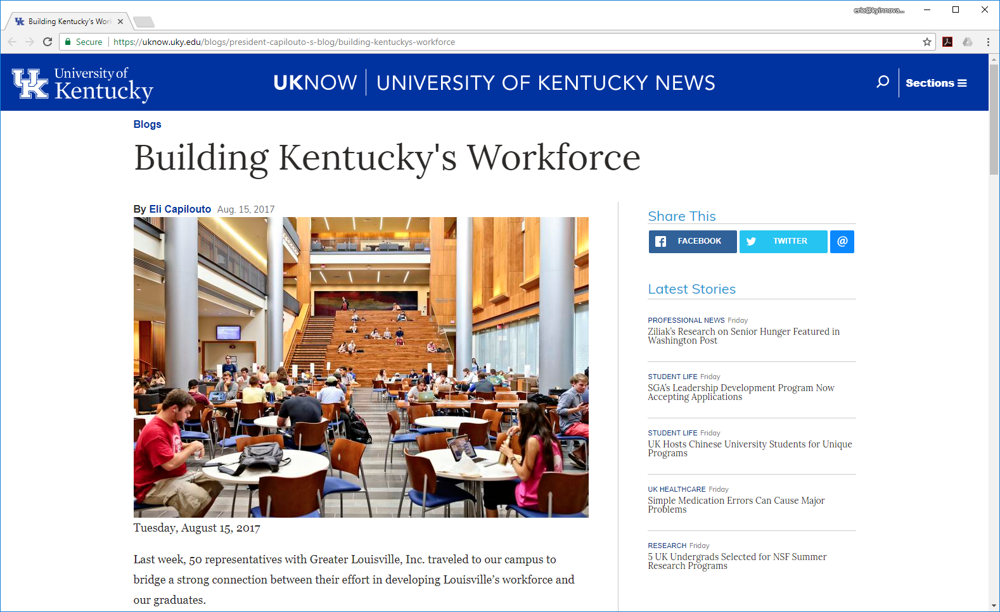 eric@kyinnova...
Building Kentucky's Work
Secure
https://uknow.uky.edu/blogs/president-capilouto-s-blog/building-kentuckys-workforce
UK
University of
Kentucky
UKNOW | UNIVERSITY OF KENTUCKY NEWS
Sections
Blogs
Building Kentucky's Workforce
By Eli Capilouto Aug. 15, 2017
Tuesday, August 15, 2017
Last week, 50 representatives with Greater Louisville, Inc. traveled to our campus to
bridge a strong connection between their effort in developing Louisville’s workforce and
our graduates.
Share This
FACEBOOK
TWITTER
@
Latest Stories
PROFESSIONAL NEWS Friday
Ziliak’s Research on Senior Hunger Featured in
Washington Post
STUDENT LIFE Friday
SGA’s Leadership Development Program Now
Accepting Applications
STUDENT LIFE Friday
UK Hosts Chinese University Students for Unique
Programs
UK HEALTHCARE Friday
Simple Medication Errors Can Cause Major
Problems
RESEARCH Friday
5 UK Undergrads Selected for NSF Summer
Research Programs